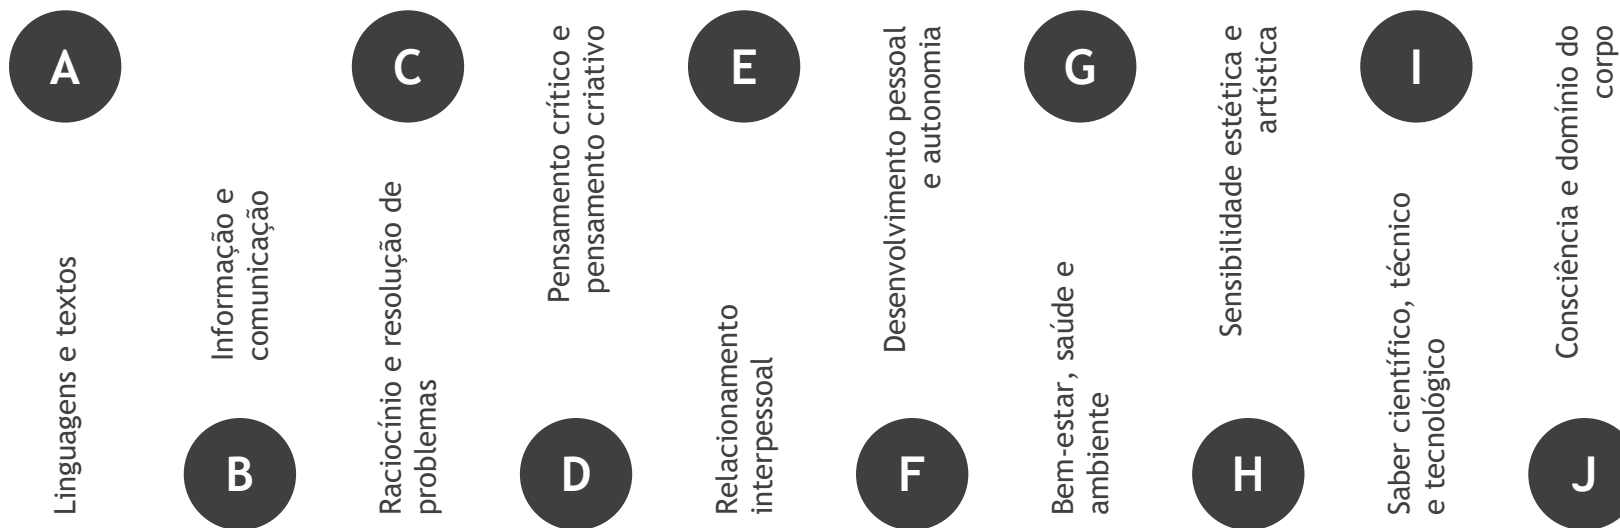 A
Linguagens e textos
Informação e
comunicação
B
C
Raciocínio e resolução de
problemas
Pensamento crítico e
pensamento criativo
D
E
Relacionamento
interpessoal
Desenvolvimento pessoal
e autonomia
F
G
Bem-estar, saúde e
ambiente
Sensibilidade estética e
artística
H
I
Saber científico, técnico
e tecnológico
Consciência e domínio do
corpo
J